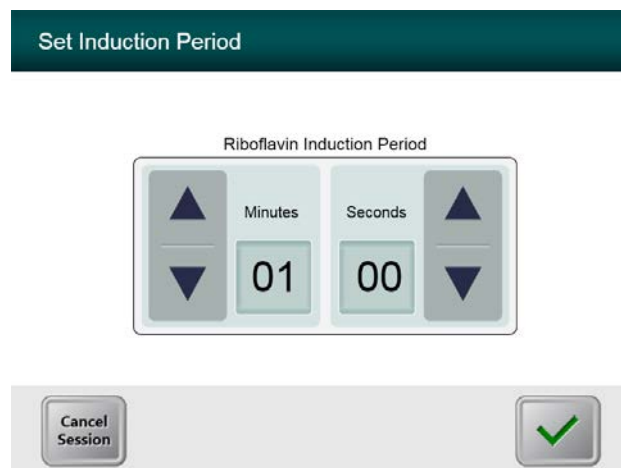 Set Induction Period
Riboflavin Induction Period
Minutes Seconds
01 00
Cancel
Session